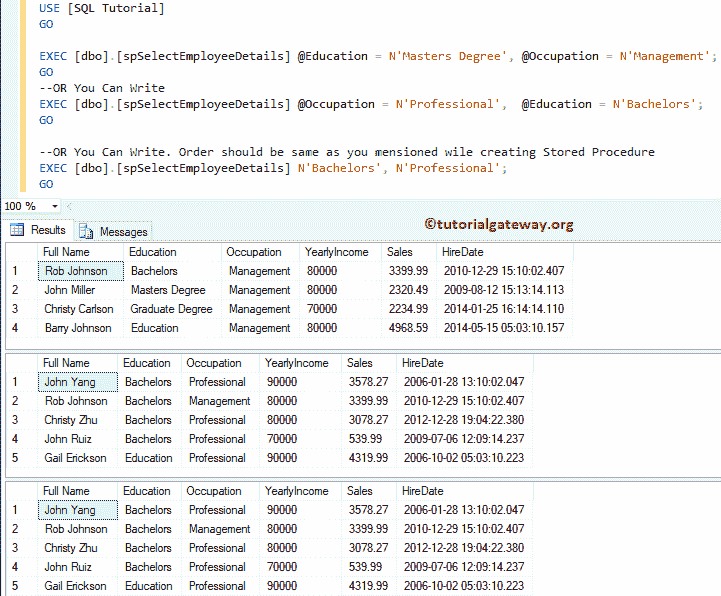 USE [SQL Tutorial]
GO
EXEC [dbo].[spSelectEmployeeDetails] @Education = N'Masters Degree', @Occupation = N'Management';
GO
--OR You Can Write
EXEC [dbo].[spSelectEmployeeDetails] @Occupation = N'Professional', @Education = N'Bachelors';
GO
--OR You Can Write. Order should be same as you mensioned wile creating Stored Procedure
EXEC [dbo].[spSelectEmployeeDetails] N'Bachelors', N'Professional';
GO
100 %
Results Messages ©tutorialgateway.org
Full Name Education Occupation YearlyIncome Sales HireDate
1 Rob Johnson Bachelors Management 80000 3399.99 2010-12-29 15:10:02.407
2 John Miller Masters Degree Management 80000 2320.49 2009-08-12 15:13:14.113
3 Christy Carlson Graduate Degree Management 70000 2234.99 2014-01-25 16:14:14.110
4 Barry Johnson Education Management 80000 4968.59 2014-05-15 05:03:10.157
Full Name Education Occupation YearlyIncome Sales HireDate
1 John Yang Bachelors Professional 90000 3578.27 2006-01-28 13:10:02.047
2 Rob Johnson Bachelors Management 80000 3399.99 2010-12-29 15:10:02.407
3 Christy Zhu Bachelors Professional 80000 3078.27 2012-12-28 19:04:22.380
4 John Ruiz Bachelors Professional 70000 539.99 2009-07-06 12:09:14.237
5 Gail Erickson Education Professional 90000 4319.99 2006-10-02 05:03:10.223
Full Name Education Occupation YearlyIncome Sales HireDate
1 John Yang Bachelors Professional 90000 3578.27 2006-01-28 13:10:02.047
2 Rob Johnson Bachelors Management 80000 3399.99 2010-12-29 15:10:02.407
3 Christy Zhu Bachelors Professional 80000 3078.27 2012-12-28 19:04:22.380
4 John Ruiz Bachelors Professional 70000 539.99 2009-07-06 12:09:14.237
5 Gail Erickson Education Professional 90000 4319.99 2006-10-02 05:03:10.223